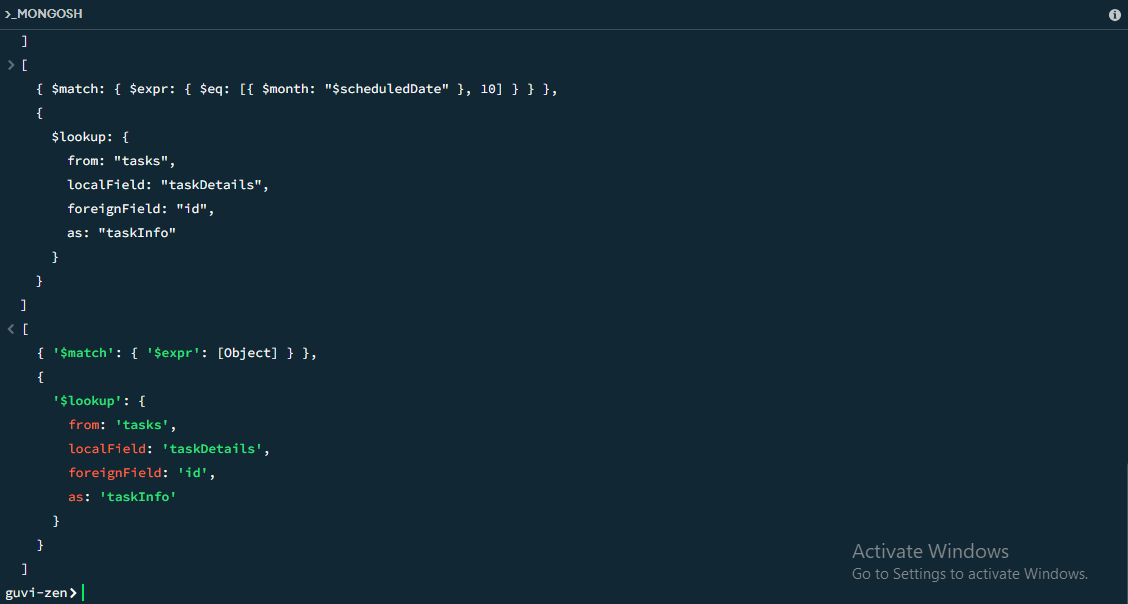 >_MONGOSH
]
> [
{ $match: { $expr: { $eq: [{ $month: "$scheduledDate" }, 10] } } },
{
$lookup: {
from: "tasks",
localField: "taskDetails",
foreignField: "id",
as: "taskInfo"
}
}
]
< [
{ '$match': { '$expr': [Object] } },
{
'$lookup': {
from: 'tasks',
localField: 'taskDetails',
foreignField: 'id',
as: 'taskInfo'
}
}
]
guvi-zen>
Activate Windows
Go to Settings to activate Windows.